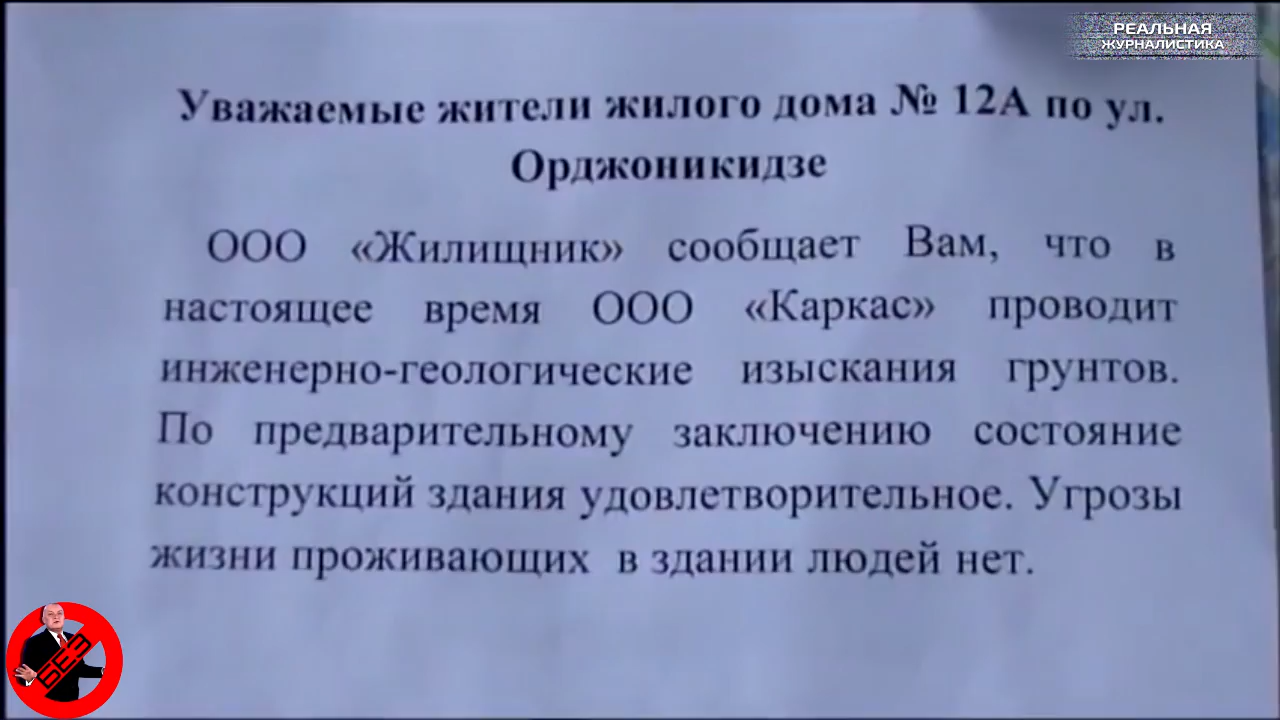 РЕАЛЬНАЯ
ЖУРНАЛИСТИКА
Уважаемые жители жилого дома № 12А по ул.
Орджоникидзе
ООО «Жилищник» сообщает Вам, что в
настоящее время ООО «Каркас» проводит
инженерно-геологические изыскания грунтов.
По предварительному заключению состояние
конструкций здания удовлетворительное. Угрозы
жизни проживающих в здании людей нет.
БЕЗ